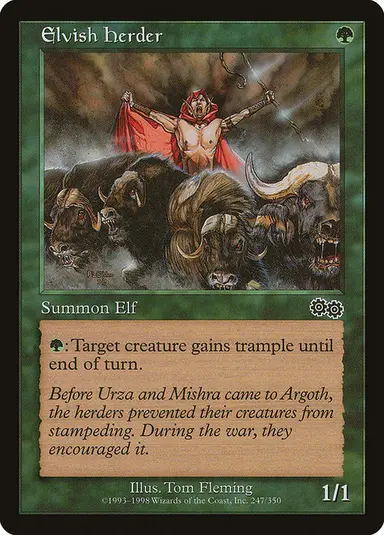 Elvish Herder
Summon Elf
:Target creature gains trample until
end of turn.
Before Urza and Mishra came to Argoth,
the herders prevented their creatures from
stampeding. During the war, they
encouraged it.
Illus. Tom Fleming
©1993–1998 Wizards of the Coast, Inc. 247/350
1/1